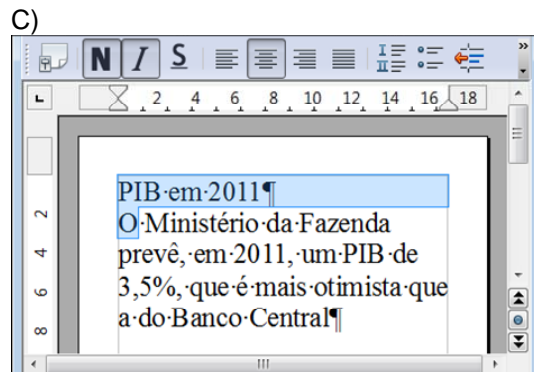 C)
N I S
2 4 6 8 10 12 14 16 18
PIB·em·2011¶
O·Ministério·da·Fazenda
prevê,·em·2011,·um·PIB·de
3,5%,·que·é·mais·otimista·que
a·do·Banco·Central¶
2
4
6
8